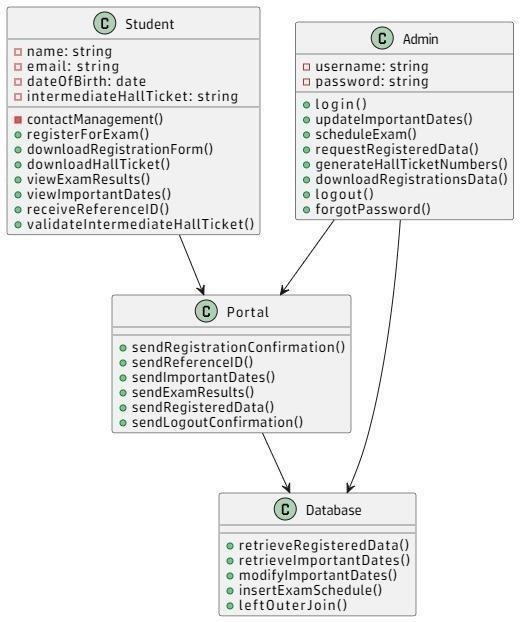 C Student
name: string
email: string
dateOfBirth: date
intermediateHallTicket: string
contactManagement()
registerForExam()
downloadRegistrationForm()
downloadHallTicket()
viewExamResults()
viewImportantDates()
receiveReferenceID()
validateIntermediateHallTicket()
C Admin
username: string
password: string
login()
updateImportantDates()
scheduleExam()
requestRegisteredData()
generateHallTicketNumbers()
downloadRegistrationsData()
logout()
forgotPassword()
C Portal
sendRegistrationConfirmation()
sendReferenceID()
sendImportantDates()
sendExamResults()
sendRegisteredData()
sendLogoutConfirmation()
C Database
retrieveRegisteredData()
retrieveImportantDates()
modifyImportantDates()
insertExamSchedule()
leftOuterJoin()